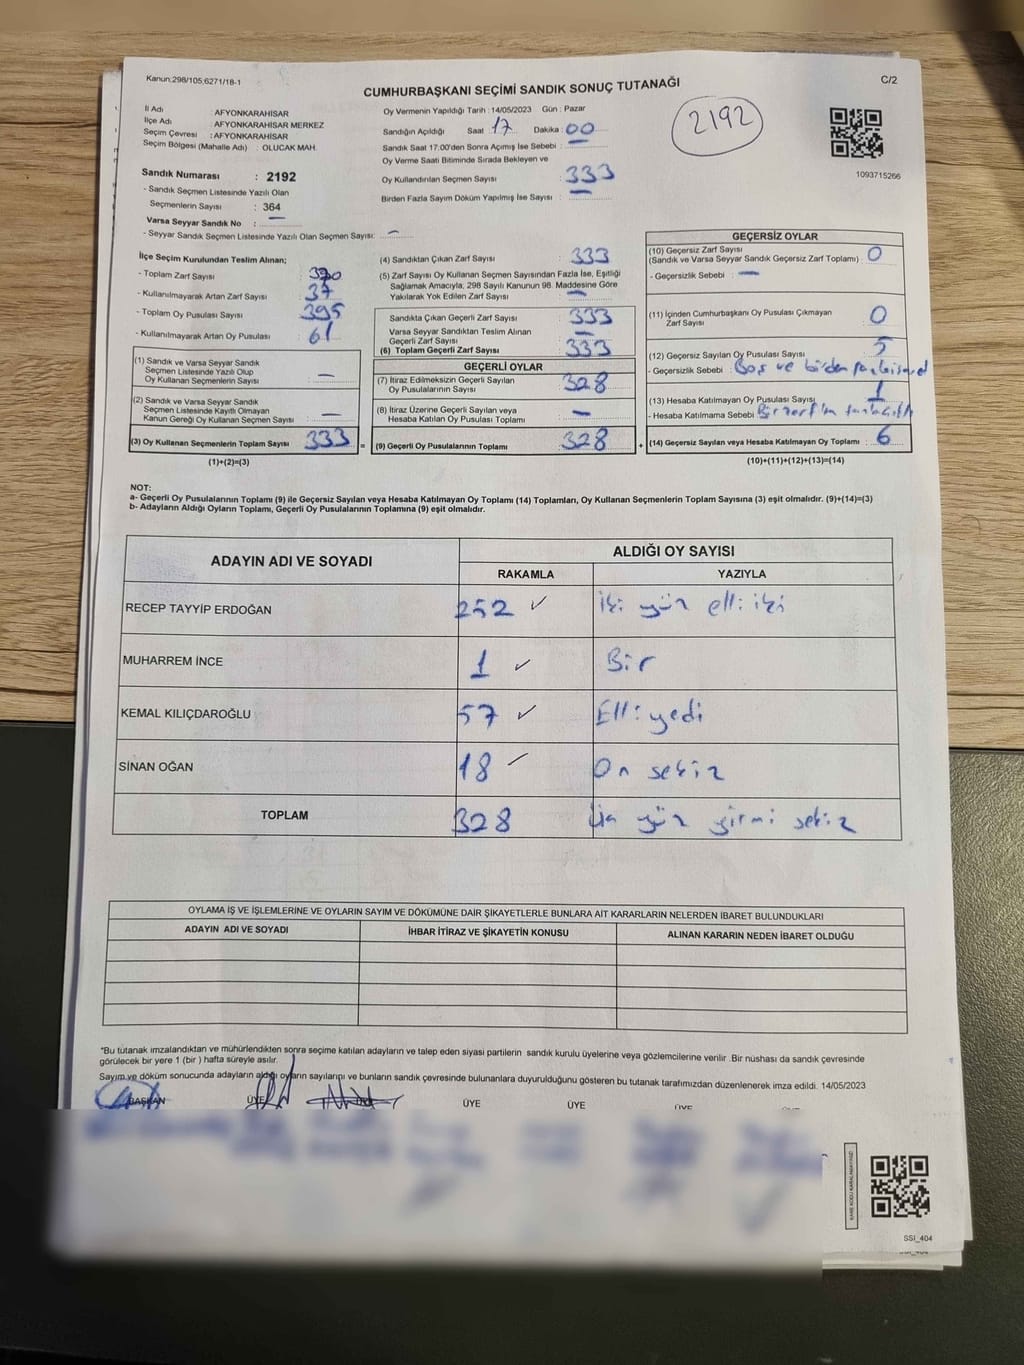 Kanun:298/105,6271/18-1
C/2
CUMHURBAŞKANI SEÇİMİ SANDIK SONUÇ TUTANAĞI
2192
İl Adı : AFYONKARAHİSAR
İlçe Adı : AFYONKARAHİSAR MERKEZ
Seçim Çevresi : AFYONKARAHİSAR
Seçim Bölgesi (Mahalle Adı) : OLUCAK MAH.
Sandık Numarası : 2192
- Sandık Seçmen Listesinde Yazılı Olan
Seçmenlerin Sayısı : 364
Varsa Seyyar Sandık No : —
- Seyyar Sandık Seçmen Listesinde Yazılı Olan Seçmen Sayısı: —
Oy Vermenin Yapıldığı Tarih : 14/05/2023 Gün : Pazar
Sandığın Açıldığı Saat : 17 Dakika : 00
Sandık Saat 17.00'den Sonra Açımış İse Sebebi : —
Oy Verme Saati Bitiminde Sırada Bekleyen ve
Oy Kullandırılan Seçmen Sayısı : 333
Birden Fazla Sayım Döküm Yapılmış İse Sayısı : —
1093715266
İlçe Seçim Kurulundan Teslim Alınan;
- Toplam Zarf Sayısı : 370
- Kullanılmayarak Artan Zarf Sayısı : 37
- Toplam Oy Pusulası Sayısı : 395
- Kullanılmayarak Artan Oy Pusulası : 61
(1) Sandık ve Varsa Seyyar Sandık
Seçmen Listesinde Yazılı Olup
Oy Kullanan Seçmenlerin Sayısı : —
(2) Sandık ve Varsa Seyyar Sandık
Seçmen Listesinde Kayıtlı Olmayan
Kanun Gereği Oy Kullanan Seçmen Sayısı : —
(3) Oy Kullanan Seçmenlerin Toplam Sayısı : 333 =
(1)+(2)=(3)
(4) Sandıktan Çıkan Zarf Sayısı : 333
(5) Zarf Sayısı Oy Kullanan Seçmen Sayısından Fazla İse, Eşitliği
Sağlamak Amacıyla, 298 Sayılı Kanunun 98. Maddesine Göre
Yakılarak Yok Edilen Zarf Sayısı : —
Sandıkta Çıkan Geçerli Zarf Sayısı : 333
Varsa Seyyar Sandıktan Teslim Alınan
Geçerli Zarf Sayısı : —
(6) Toplam Geçerli Zarf Sayısı : 333
GEÇERLİ OYLAR
(7) İtiraz Edilmeksizin Geçerli Sayılan
Oy Pusulalarının Sayısı : 328
(8) İtiraz Üzerine Geçerli Sayılan veya
Hesaba Katılan Oy Pusulası Toplamı : —
(9) Geçerli Oy Pusulalarının Toplamı : 328 +
GEÇERSİZ OYLAR
(10) Geçersiz Zarf Sayısı
(Sandık ve Varsa Seyyar Sandık Geçersiz Zarf Toplamı) : 0
- Geçersizlik Sebebi : —
(11) İçinden Cumhurbaşkanı Oy Pusulası Çıkmayan
Zarf Sayısı : 0
(12) Geçersiz Sayılan Oy Pusulası Sayısı : 5
- Geçersizlik Sebebi : Boş ve birden
(13) Hesaba Katılmayan Oy Pusulası Sayısı : 1
- Hesaba Katılmama Sebebi :
(14) Geçersiz Sayılan veya Hesaba Katılmayan Oy Toplamı : 6
(10)+(11)+(12)+(13)=(14)
NOT:
a- Geçerli Oy Pusulalarının Toplamı (9) ile Geçersiz Sayılan veya Hesaba Katılmayan Oy Toplamı (14) Toplamları, Oy Kullanan Seçmenlerin Toplam Sayısına (3) eşit olmalıdır. (9)+(14)=(3)
b- Adayların Aldığı Oyların Toplamı, Geçerli Oy Pusulalarının Toplamına (9) eşit olmalıdır.
ADAYIN ADI VE SOYADI
ALDIĞI OY SAYISI
RAKAMLA YAZIYLA
RECEP TAYYİP ERDOĞAN 252 ✓ İki yüz elli iki
MUHARREM İNCE 1 ✓ Bir
KEMAL KILIÇDAROĞLU 57 ✓ Elli yedi
SİNAN OĞAN 18 ✓ On sekiz
TOPLAM 328 yüz yirmi sekiz
OYLAMA İŞ VE İŞLEMLERİNE VE OYLARIN SAYIM VE DÖKÜMÜNE DAİR ŞİKAYETLERLE BUNLARA AİT KARARLARIN NELERDEN İBARET BULUNDUKLARI
ADAYIN ADI VE SOYADI İHBAR İTİRAZ VE ŞİKAYETİN KONUSU ALINAN KARARIN NEDEN İBARET OLDUĞU
*Bu tutanak imzalandıktan ve mühürlendikten sonra seçime katılan adayların ve talep eden siyasi partilerin sandık kurulu üyelerine veya gözlemcilerine verilir .Bir nüshası da sandık çevresinde
görülecek bir yere 1 (bir ) hafta süreyle asılır.
Sayım ve döküm sonucunda adayların aldığı oyların sayılarını ve bunların sandık çevresinde bulunanlara duyurulduğunu gösteren bu tutanak tarafımızdan düzenlenerek imza edildi. 14/05/2023
BAŞKAN ÜYE ÜYE ÜYE ÜYE
SSI_404